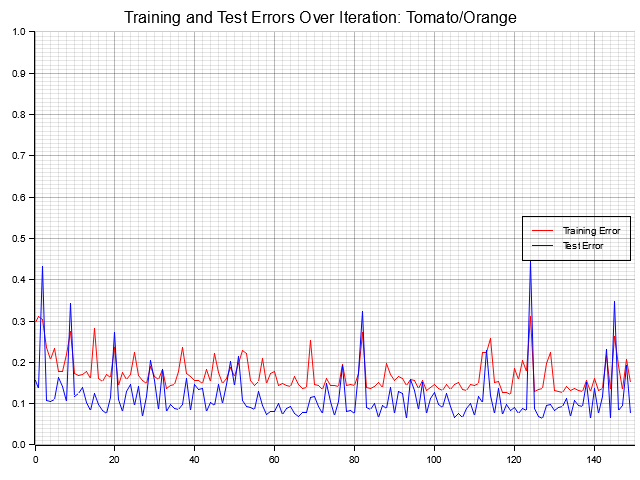 Training and Test Errors Over Iteration: Tomato/Orange
1.0
0.9
0.8
0.7
0.6
0.5
0.4
0.3
0.2
0.1
0.0
Training Error
Test Error
0 20 40 60 80 100 120 140